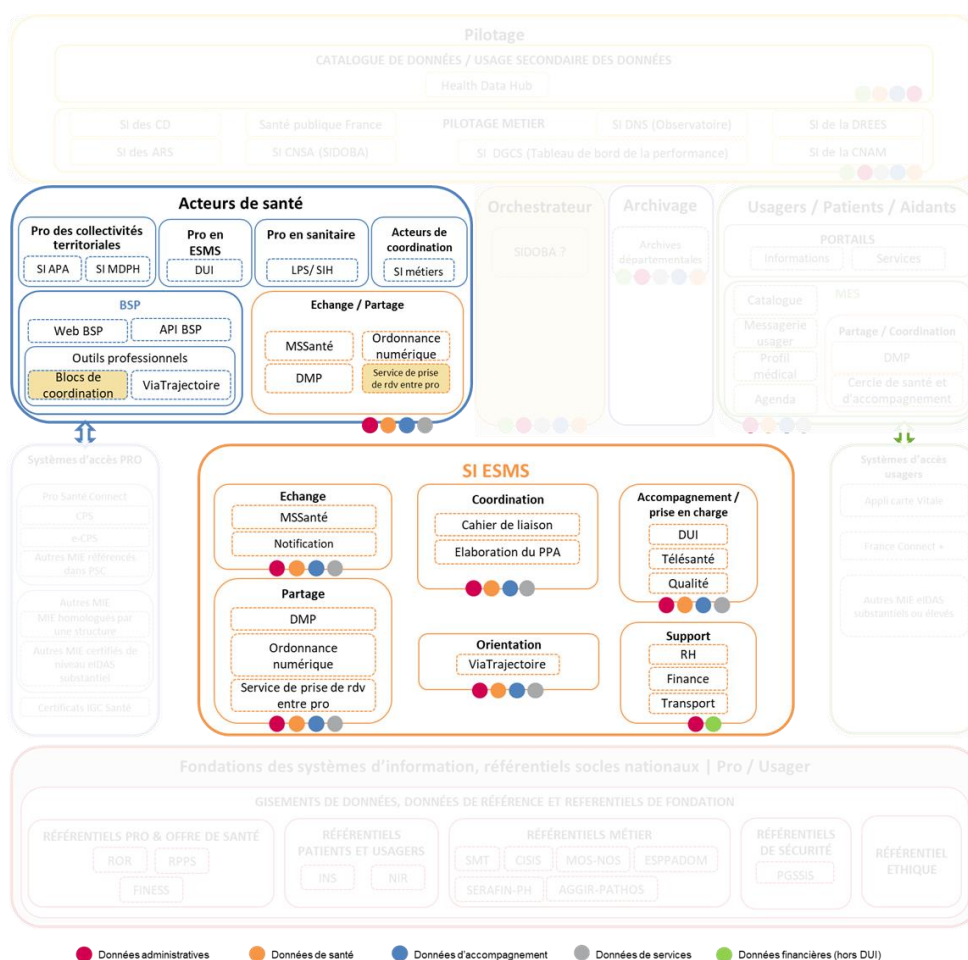 Pilotage
CATALOGUE DE DONNÉES / USAGE SECONDAIRE DES DONNÉES
Health Data Hub
SI des CD
Santé publique France
PILOTAGE METIER
SI DNS (Observatoire)
SI de la DREES
SI des ARS
SI CNSA (SIDOBA)
SI DGCS (Tableau de bord de la performance)
SI de la CNAM
Acteurs de santé
Pro des collectivités
territoriales
SI APA
SI MDPH
Pro en
ESMS
DUI
Pro en sanitaire
LPS/ SIH
Acteurs de
coordination
SI métiers
BSP
Web BSP
API BSP
Outils professionnels
Blocs de
coordination
ViaTrajectoire
Echange / Partage
MSSanté
Ordonnance
numérique
DMP
Service de prise
de rdv entre pro
Orchestrateur
SIDOBA ?
Archivage
Archives
départementales
Usagers / Patients / Aidants
PORTAILS
Informations
Services
MES
Catalogue
Messagerie
usager
Profil
médical
Agenda
Partage / Coordination
DMP
Cercle de santé et
d'accompagnement
Systèmes d'accès PRO
Pro Santé Connect
CPS
e-CPS
Autres MIE référencés
dans PSC
Autres MIE
MIE homologués par
une structure
Autres MIE certifiés de
niveau eIDAS
substantiel
Certificats IGC Santé
SI ESMS
Echange
MSSanté
Notification
Partage
DMP
Ordonnance
numérique
Service de prise de rdv
entre pro
Coordination
Cahier de liaison
Elaboration du PPA
Orientation
ViaTrajectoire
Accompagnement /
prise en charge
DUI
Télésanté
Qualité
Support
RH
Finance
Transport
Systèmes d'accès
usagers
Appli carte Vitale
France Connect +
Autres MIE eIDAS
substantiels ou élevés
Fondations des systèmes d'information, référentiels socles nationaux | Pro / Usager
GISEMENTS DE DONNÉES, DONNÉES DE RÉFÉRENCE ET REFERENTIELS DE FONDATION
RÉFÉRENTIELS PRO & OFFRE DE SANTÉ
ROR
RPPS
FINESS
RÉFÉRENTIELS
PATIENTS ET USAGERS
INS
NIR
RÉFÉRENTIELS MÉTIER
SMT
CISIS
MOS-NOS
ESPPADOM
SERAFIN-PH
AGGIR-PATHOS
RÉFÉRENTIELS
DE SÉCURITÉ
PGSSIS
RÉFÉRENTIEL
ETHIQUE
Données administratives
Données de santé
Données d'accompagnement
Données de services
Données financières (hors DUI)